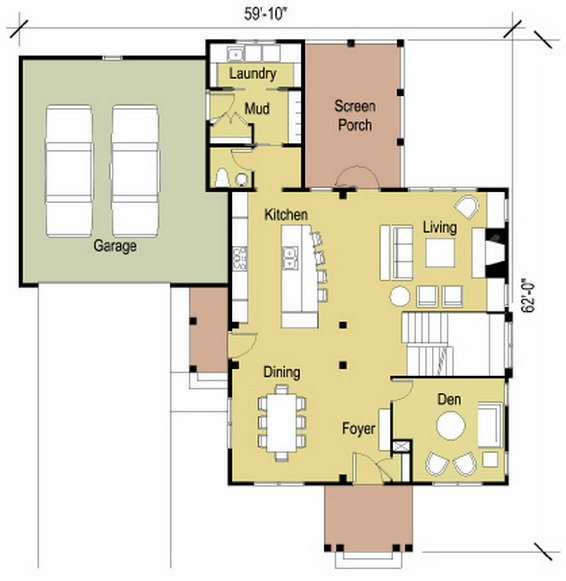 59'-10"
Laundry
Mud
Screen
Porch
Kitchen
Living
Garage
62'-0"
Dining
Den
Foyer